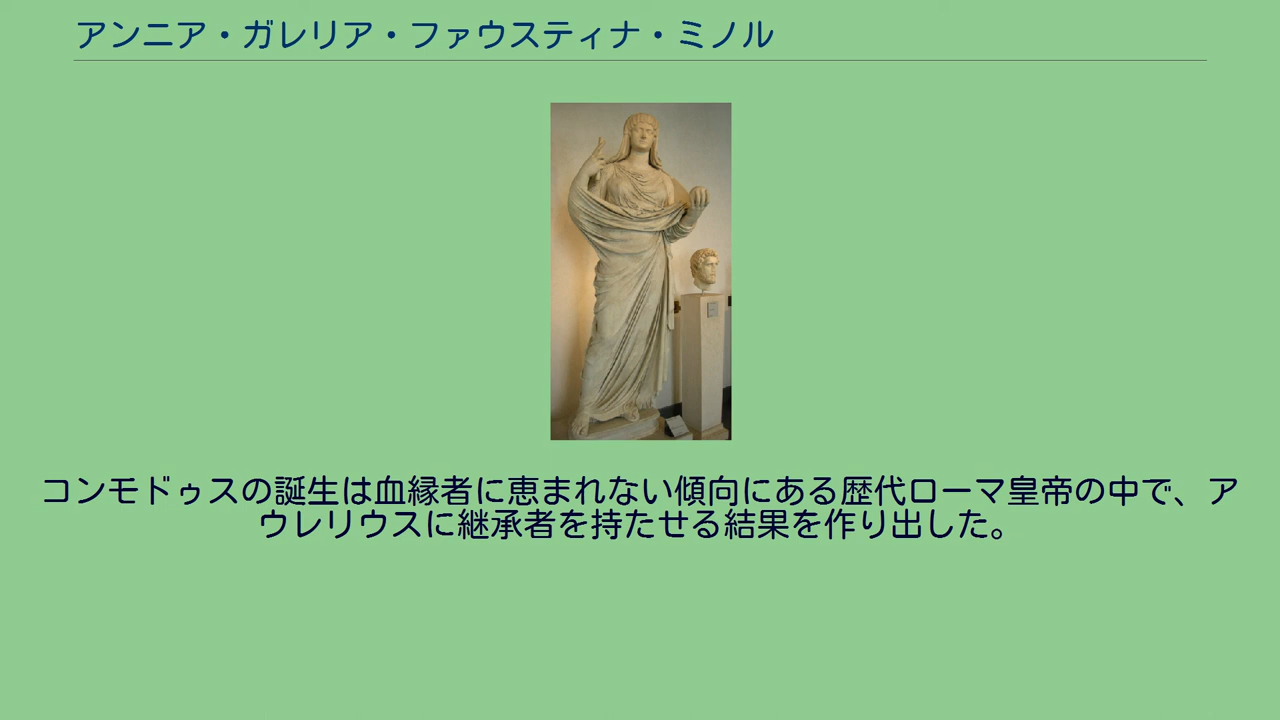 アンニア・ガレリア・ファウスティナ・ミノル
コンモドゥスの誕生は血縁者に恵まれない傾向にある歴代ローマ皇帝の中で、ア
ウレリウスに継承者を持たせる結果を作り出した。